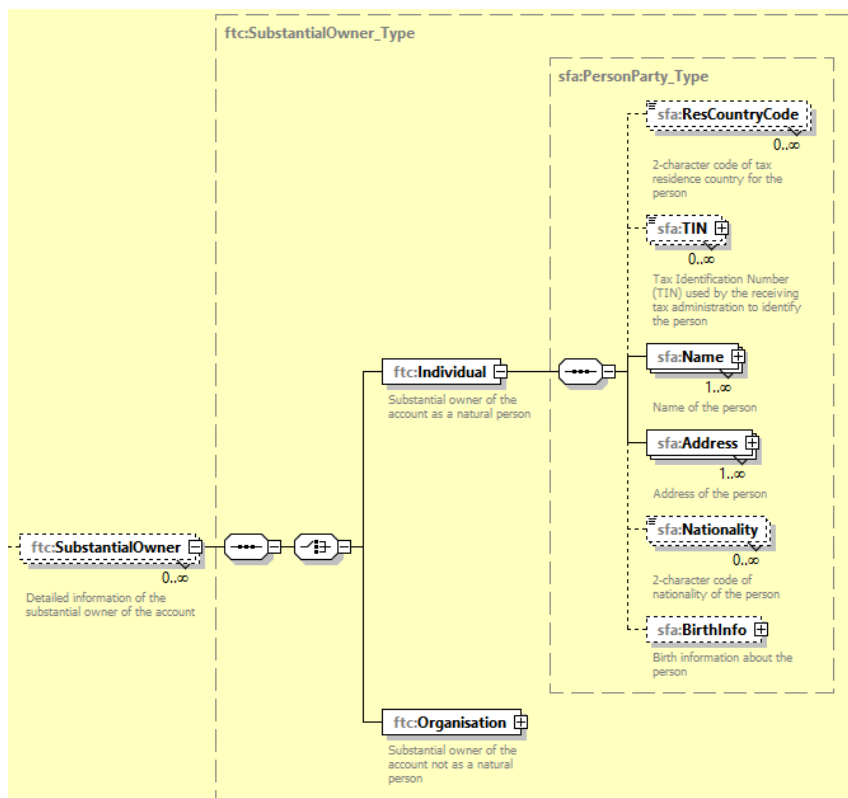 ftc:SubstantialOwner_Type
sfa:PersonParty_Type
sfa:ResCountryCode
0..∞
2-character code of tax
residence country for the
person
sfa:TIN
0..∞
Tax Identification Number
(TIN) used by the receiving
tax administration to identify
the person
sfa:Name
1..∞
Name of the person
ftc:Individual
Substantial owner of the
account as a natural person
sfa:Address
1..∞
Address of the person
sfa:Nationality
0..∞
2-character code of
nationality of the person
ftc:SubstantialOwner
0..∞
Detailed information of the
substantial owner of the account
sfa:BirthInfo
Birth information about the
person
ftc:Organisation
Substantial owner of the
account not as a natural
person